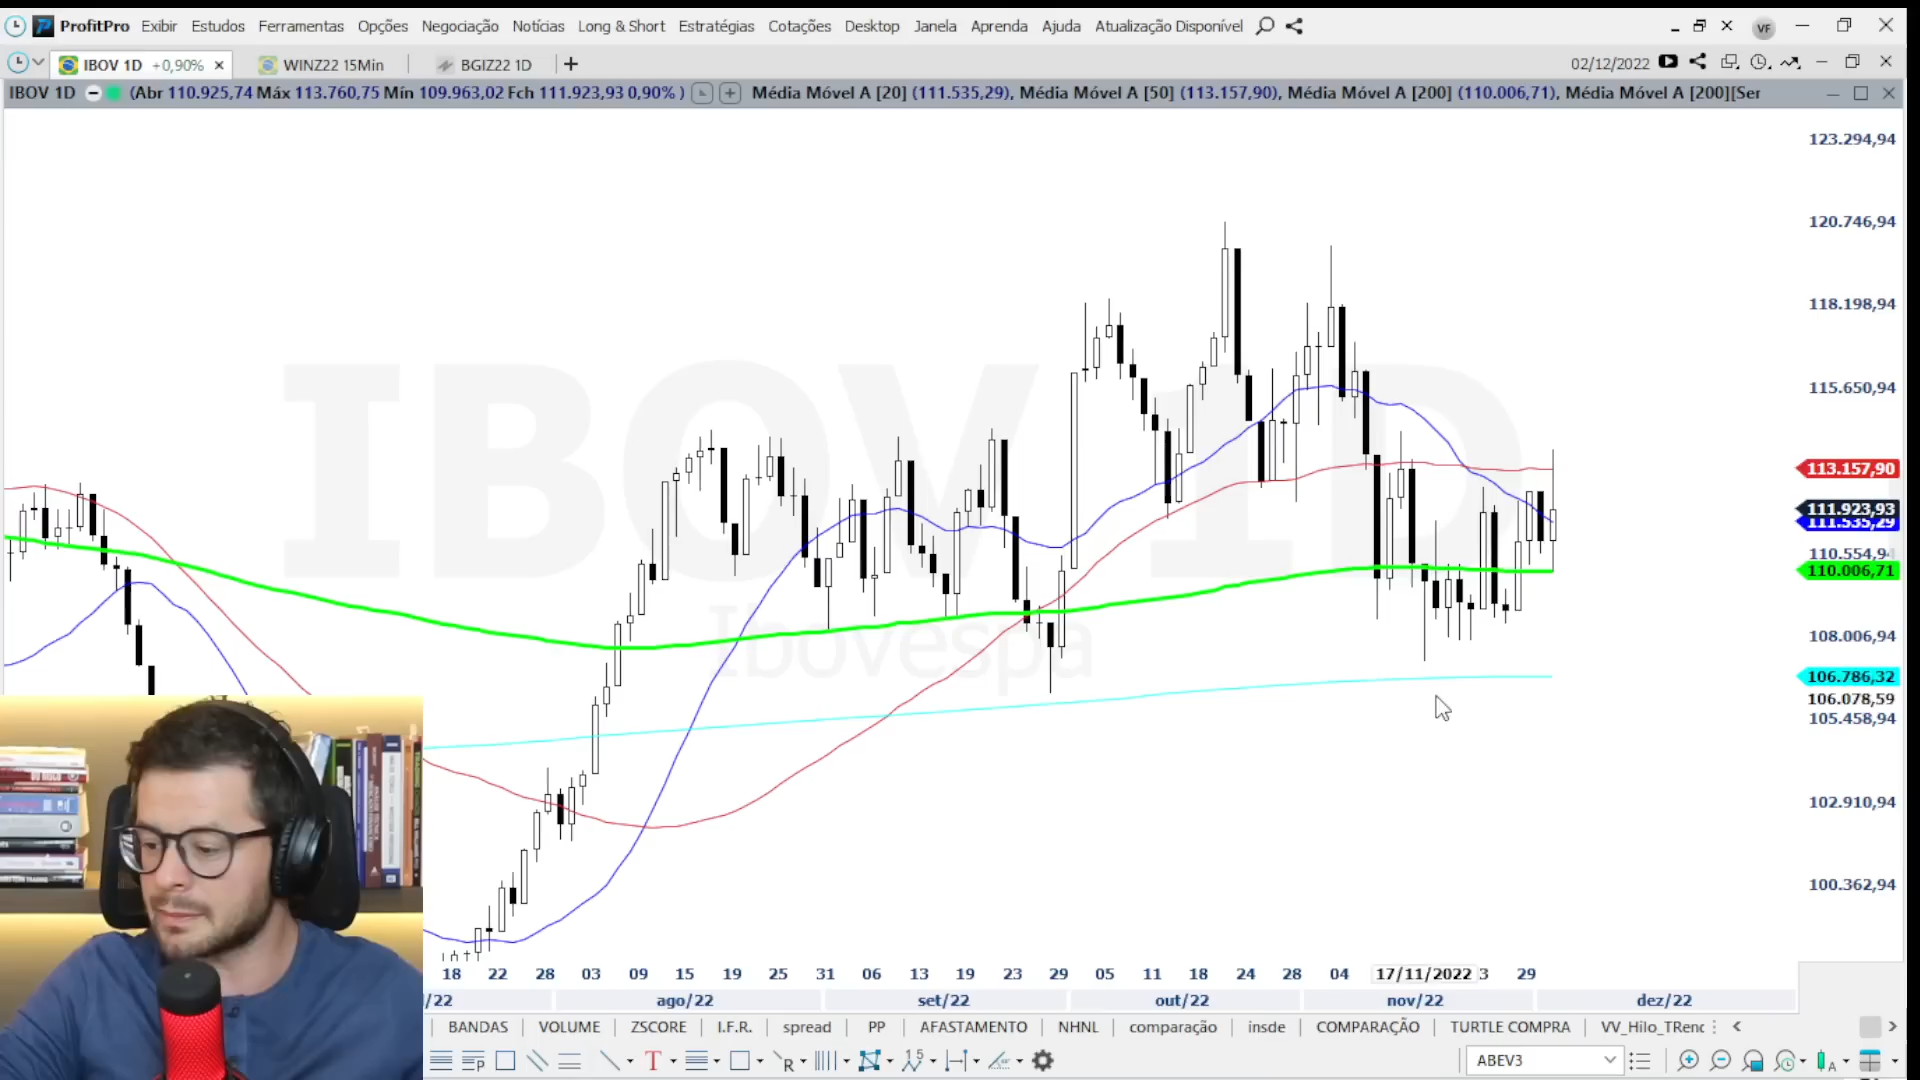 ProfitPro Exibir Estudos Ferramentas Opções Negociação Notícias Long & Short Estratégias Cotações Desktop Janela Aprenda Ajuda Atualização Disponível VF
IBOV 1D +0,90% WINZ22 15Min BGIZ22 1D 02/12/2022
IBOV 1D (Abr 110.925,74 Máx 113.760,75 Mín 109.963,02 Fch 111.923,93 0,90% ) Média Móvel A [20] (111.535,29), Média Móvel A [50] (113.157,90), Média Móvel A [200] (110.006,71), Média Móvel A [200][Ser
123.294,94
120.746,94
118.198,94
115.650,94
113.157,90
111.923,93
111.535,29
110.554,94
110.006,71
108.006,94
106.786,32
106.078,59
105.458,94
102.910,94
100.362,94
IBOV 1D
Ibovespa
18 22 28 03 09 15 19 25 31 06 13 19 23 29 05 11 18 24 28 04 17/11/2022 3 29
/22 ago/22 set/22 out/22 nov/22 dez/22
BANDAS VOLUME ZSCORE I.F.R. spread PP AFASTAMENTO NHNL comparação insde COMPARAÇÃO TURTLE COMPRA VV_Hilo_TRenc
ABEV3